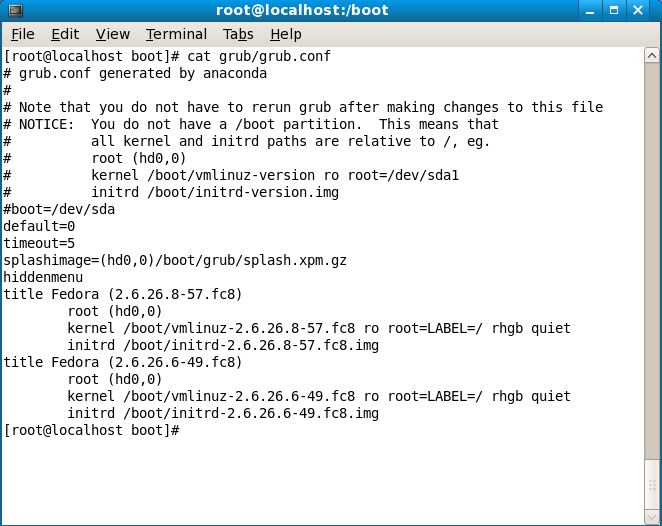 root@localhost:/boot
File Edit View Terminal Tabs Help
[root@localhost boot]# cat grub/grub.conf
# grub.conf generated by anaconda
#
# Note that you do not have to rerun grub after making changes to this file
# NOTICE:  You do not have a /boot partition.  This means that
#          all kernel and initrd paths are relative to /, eg.
#          root (hd0,0)
#          kernel /boot/vmlinuz-version ro root=/dev/sda1
#          initrd /boot/initrd-version.img
#boot=/dev/sda
default=0
timeout=5
splashimage=(hd0,0)/boot/grub/splash.xpm.gz
hiddenmenu
title Fedora (2.6.26.8-57.fc8)
        root (hd0,0)
        kernel /boot/vmlinuz-2.6.26.8-57.fc8 ro root=LABEL=/ rhgb quiet
        initrd /boot/initrd-2.6.26.8-57.fc8.img
title Fedora (2.6.26.6-49.fc8)
        root (hd0,0)
        kernel /boot/vmlinuz-2.6.26.6-49.fc8 ro root=LABEL=/ rhgb quiet
        initrd /boot/initrd-2.6.26.6-49.fc8.img
[root@localhost boot]#